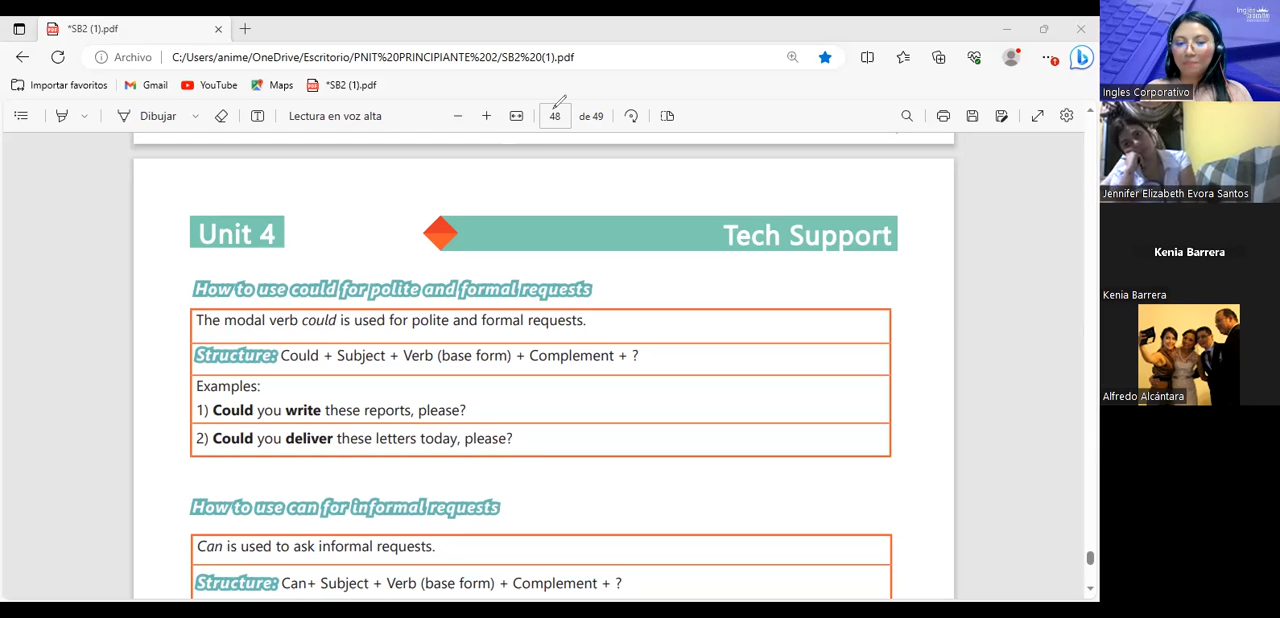 *SB2 (1).pdf
Archivo
C:/Users/anime/OneDrive/Escritorio/PNIT%20PRINCIPIANTE%202/SB2%20(1).pdf
Importar favoritos
Gmail
YouTube
Maps
*SB2 (1).pdf
Dibujar
Lectura en voz alta
48
de 49
Unit 4
Tech Support
How to use could for polite and formal requests
The modal verb could is used for polite and formal requests.
Structure: Could + Subject + Verb (base form) + Complement + ?
Examples:
1) Could you write these reports, please?
2) Could you deliver these letters today, please?
How to use can for informal requests
Can is used to ask informal requests.
Structure: Can+ Subject + Verb (base form) + Complement + ?
Ingles Corporativo
Jennifer Elizabeth Evora Santos
Kenia Barrera
Kenia Barrera
Alfredo Alcántara